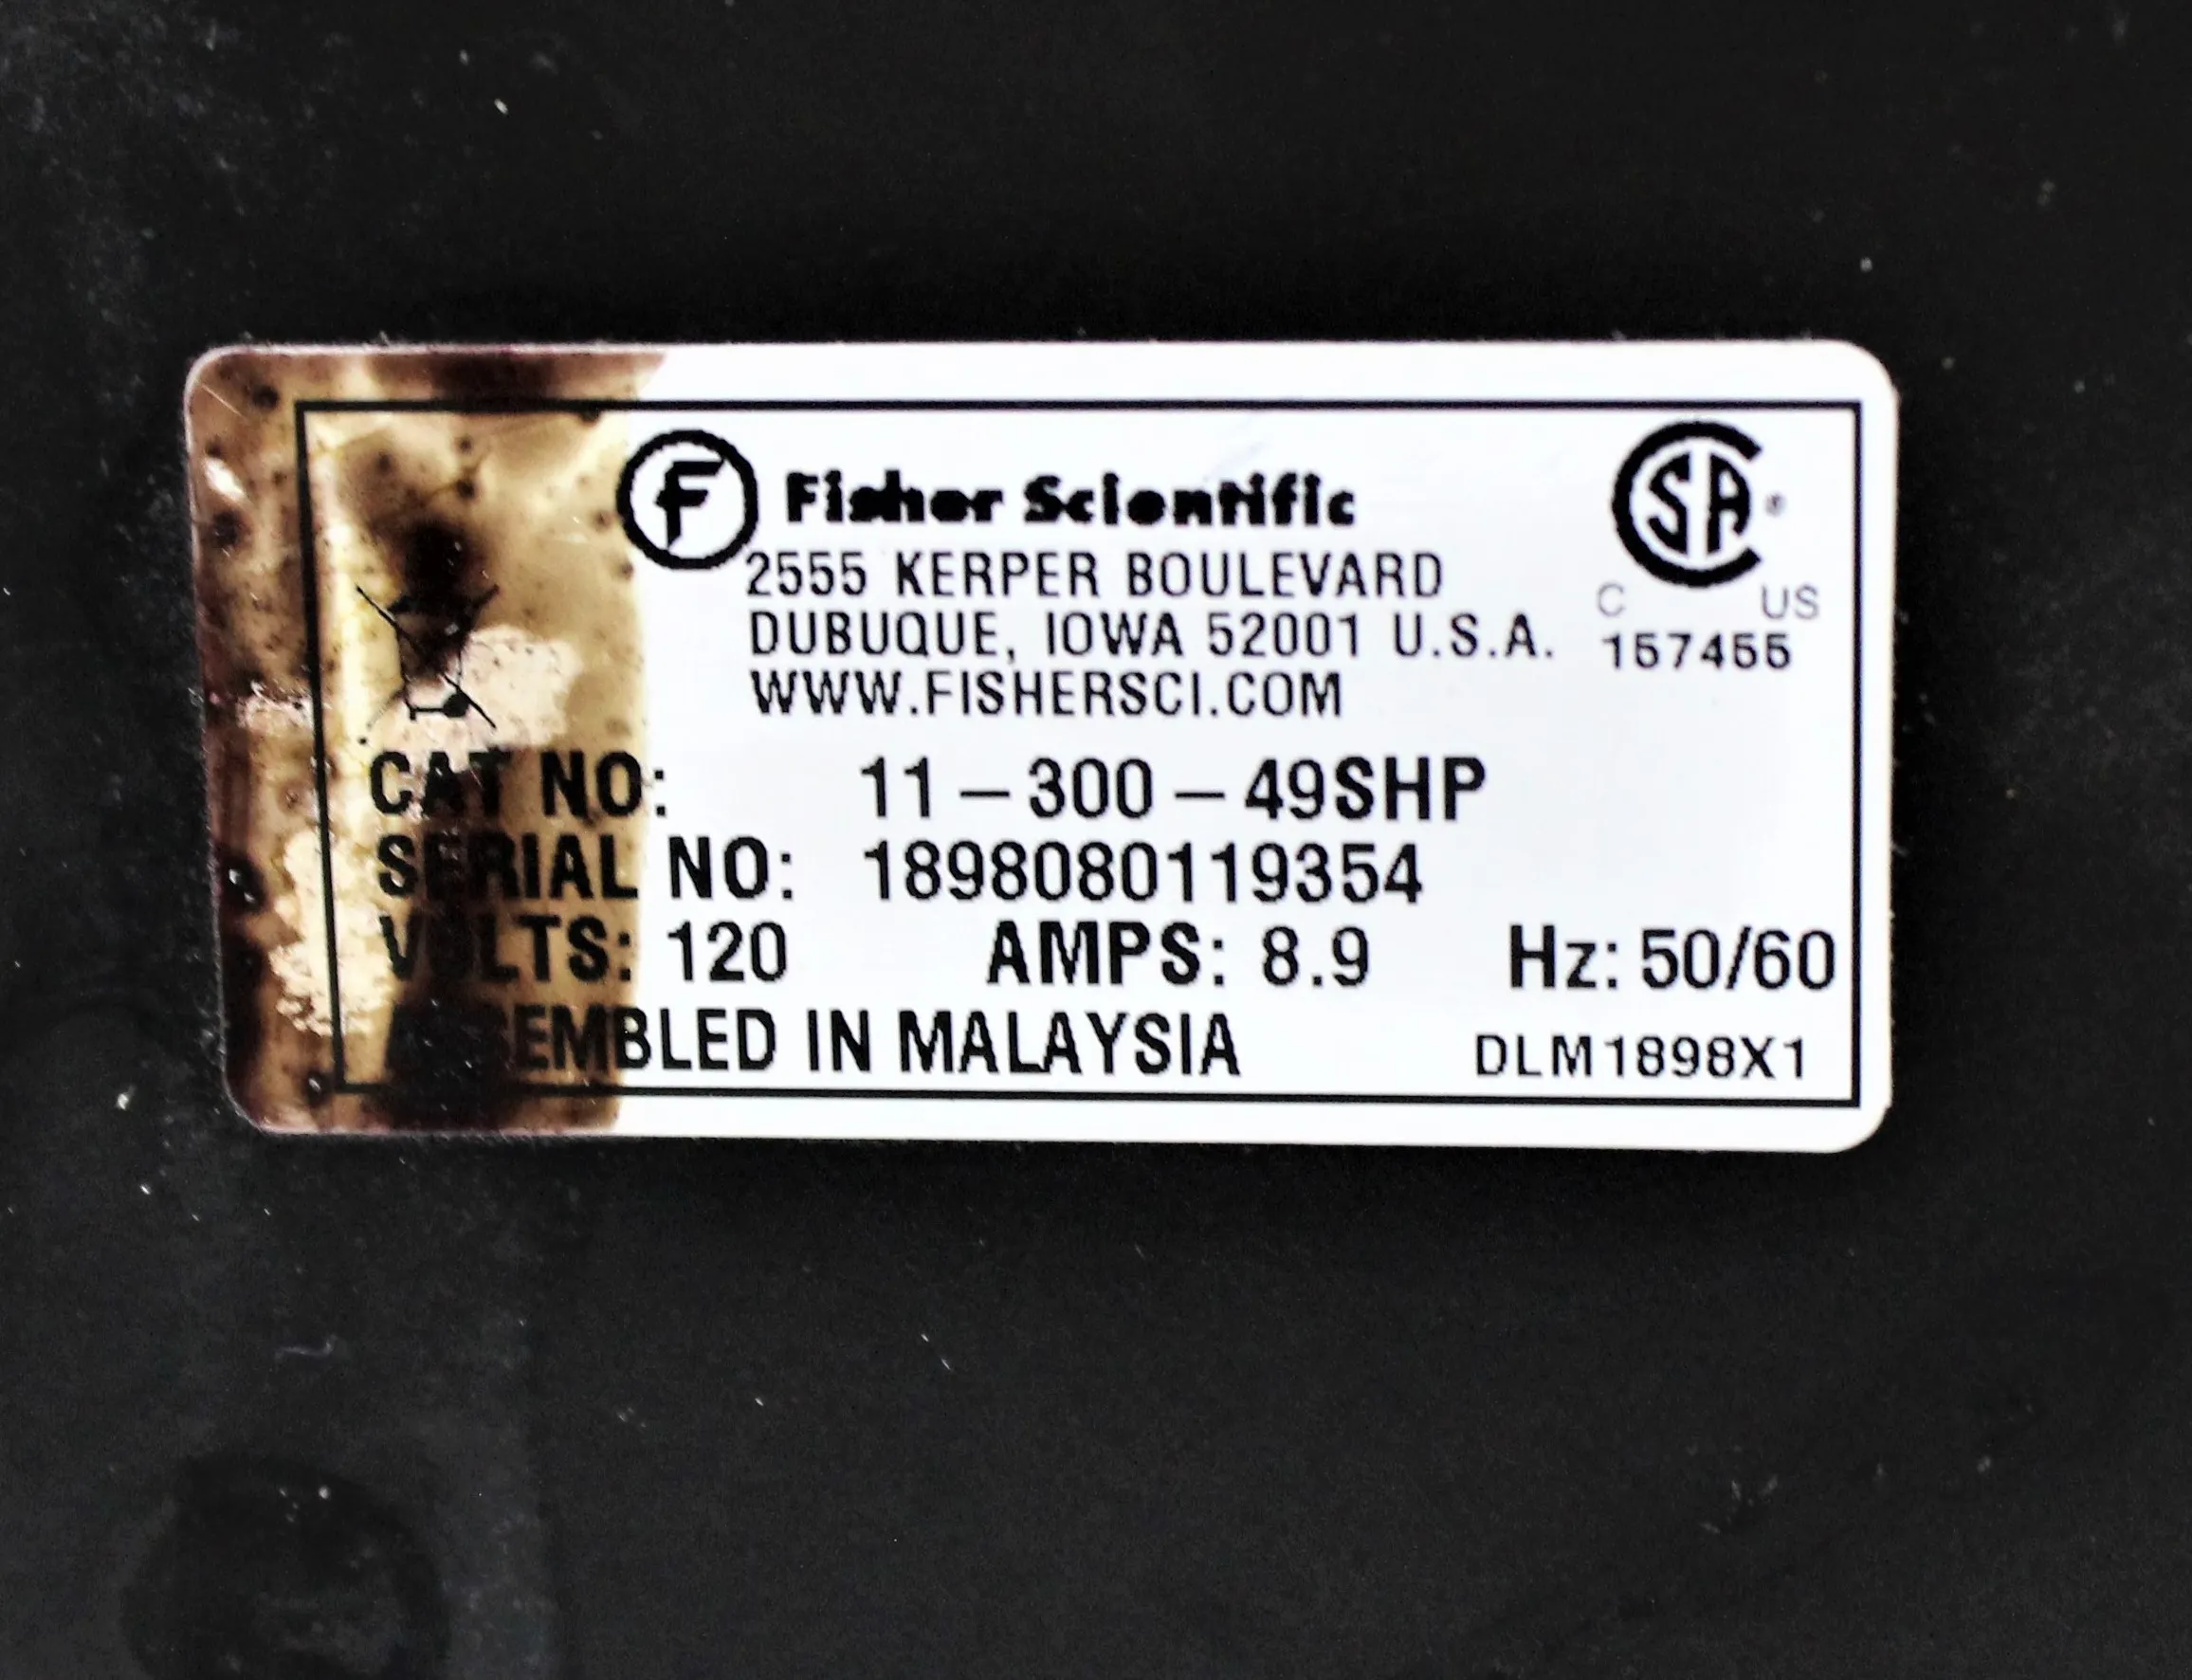 Fisher Scientific
2555 KERPER BOULEVARD
DUBUQUE, IOWA 52001 U.S.A.
WWW.FISHERSCI.COM
CSA ®
C US
157455
CAT NO: 11-300-49SHP
SERIAL NO: 1898080119354
VOLTS: 120 AMPS: 8.9 Hz: 50/60
ASSEMBLED IN MALAYSIA DLM1898X1